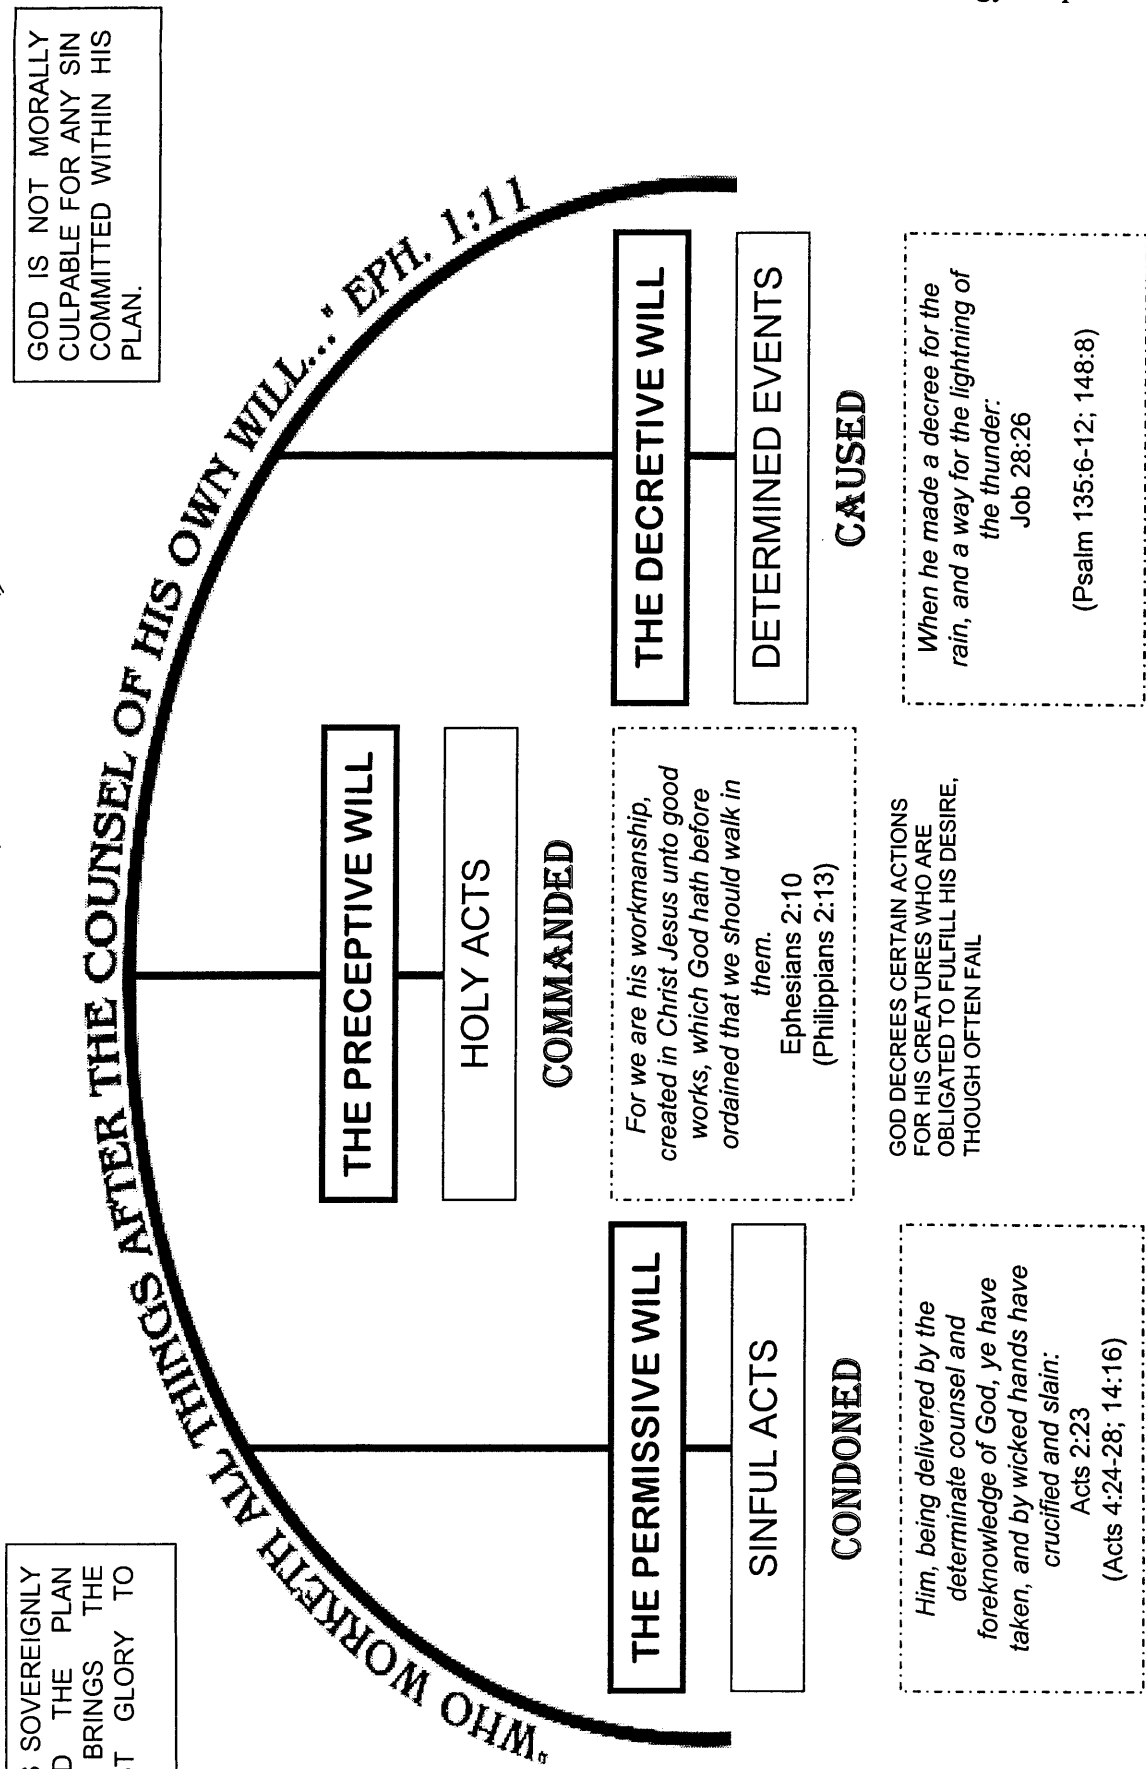 SOVEREIGNLY
THE PLAN
BRINGS THE
GLORY TO
GOD IS NOT MORALLY
CULPABLE FOR ANY SIN
COMMITTED WITHIN HIS
PLAN.
"WHO WORKETH ALL THINGS AFTER THE COUNSEL OF HIS OWN WILL..." EPH. 1:11
THE PERMISSIVE WILL
SINFUL ACTS
CONDONED
Him, being delivered by the
determinate counsel and
foreknowledge of God, ye have
taken, and by wicked hands have
crucified and slain:
Acts 2:23
(Acts 4:24-28; 14:16)
THE PRECEPTIVE WILL
HOLY ACTS
COMMANDED
For we are his workmanship,
created in Christ Jesus unto good
works, which God hath before
ordained that we should walk in
them.
Ephesians 2:10
(Philippians 2:13)
GOD DECREES CERTAIN ACTIONS
FOR HIS CREATURES WHO ARE
OBLIGATED TO FULFILL HIS DESIRE,
THOUGH OFTEN FAIL
THE DECRETIVE WILL
DETERMINED EVENTS
CAUSED
When he made a decree for the
rain, and a way for the lightning of
the thunder:
Job 28:26
(Psalm 135:6-12; 148:8)